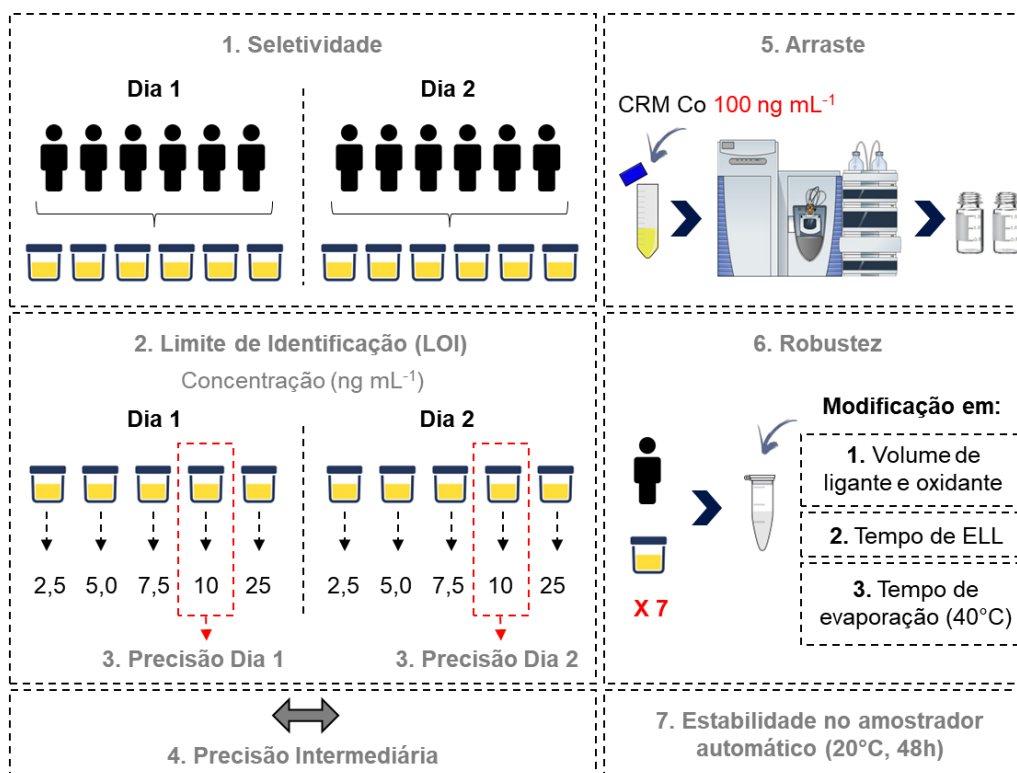 1. Seletividade
Dia 1
Dia 2
2. Limite de Identificação (LOI)
Concentração (ng mL⁻¹)
Dia 1
Dia 2
2,5 5,0 7,5 10 25
2,5 5,0 7,5 10 25
3. Precisão Dia 1
3. Precisão Dia 2
4. Precisão Intermediária
5. Arraste
CRM Co 100 ng mL⁻¹
6. Robustez
X 7
Modificação em:
1. Volume de
ligante e oxidante
2. Tempo de ELL
3. Tempo de
evaporação (40°C)
7. Estabilidade no amostrador
automático (20°C, 48h)